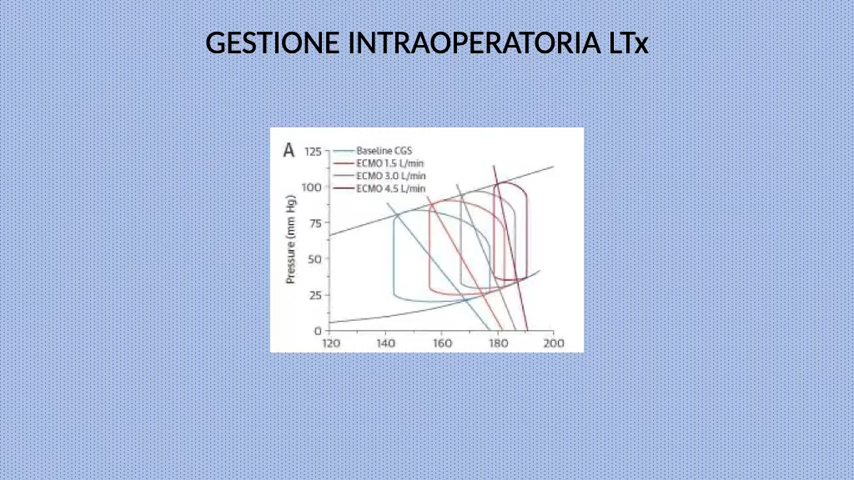 GESTIONE INTRAOPERATORIA LTx
A
Baseline CGS
ECMO 1.5 L/min
ECMO 3.0 L/min
ECMO 4.5 L/min
Pressure (mm Hg)
125
100
75
50
25
0
120 140 160 180 200